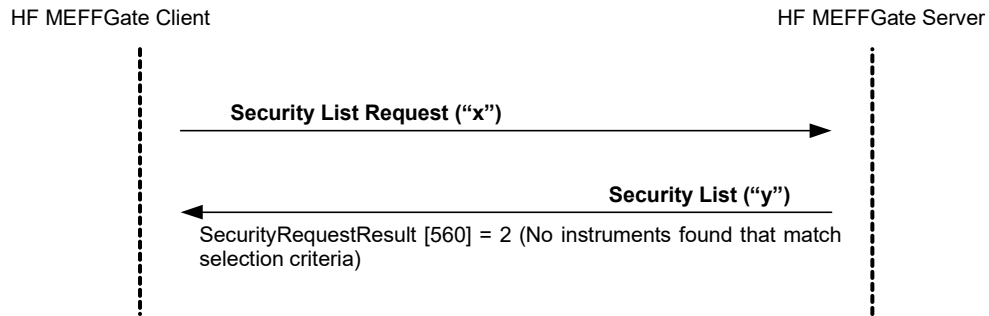 HF MEFFGate Client
HF MEFFGate Server
Security List Request (“x”)
Security List (“y”)
SecurityRequestResult [560] = 2 (No instruments found that match
selection criteria)